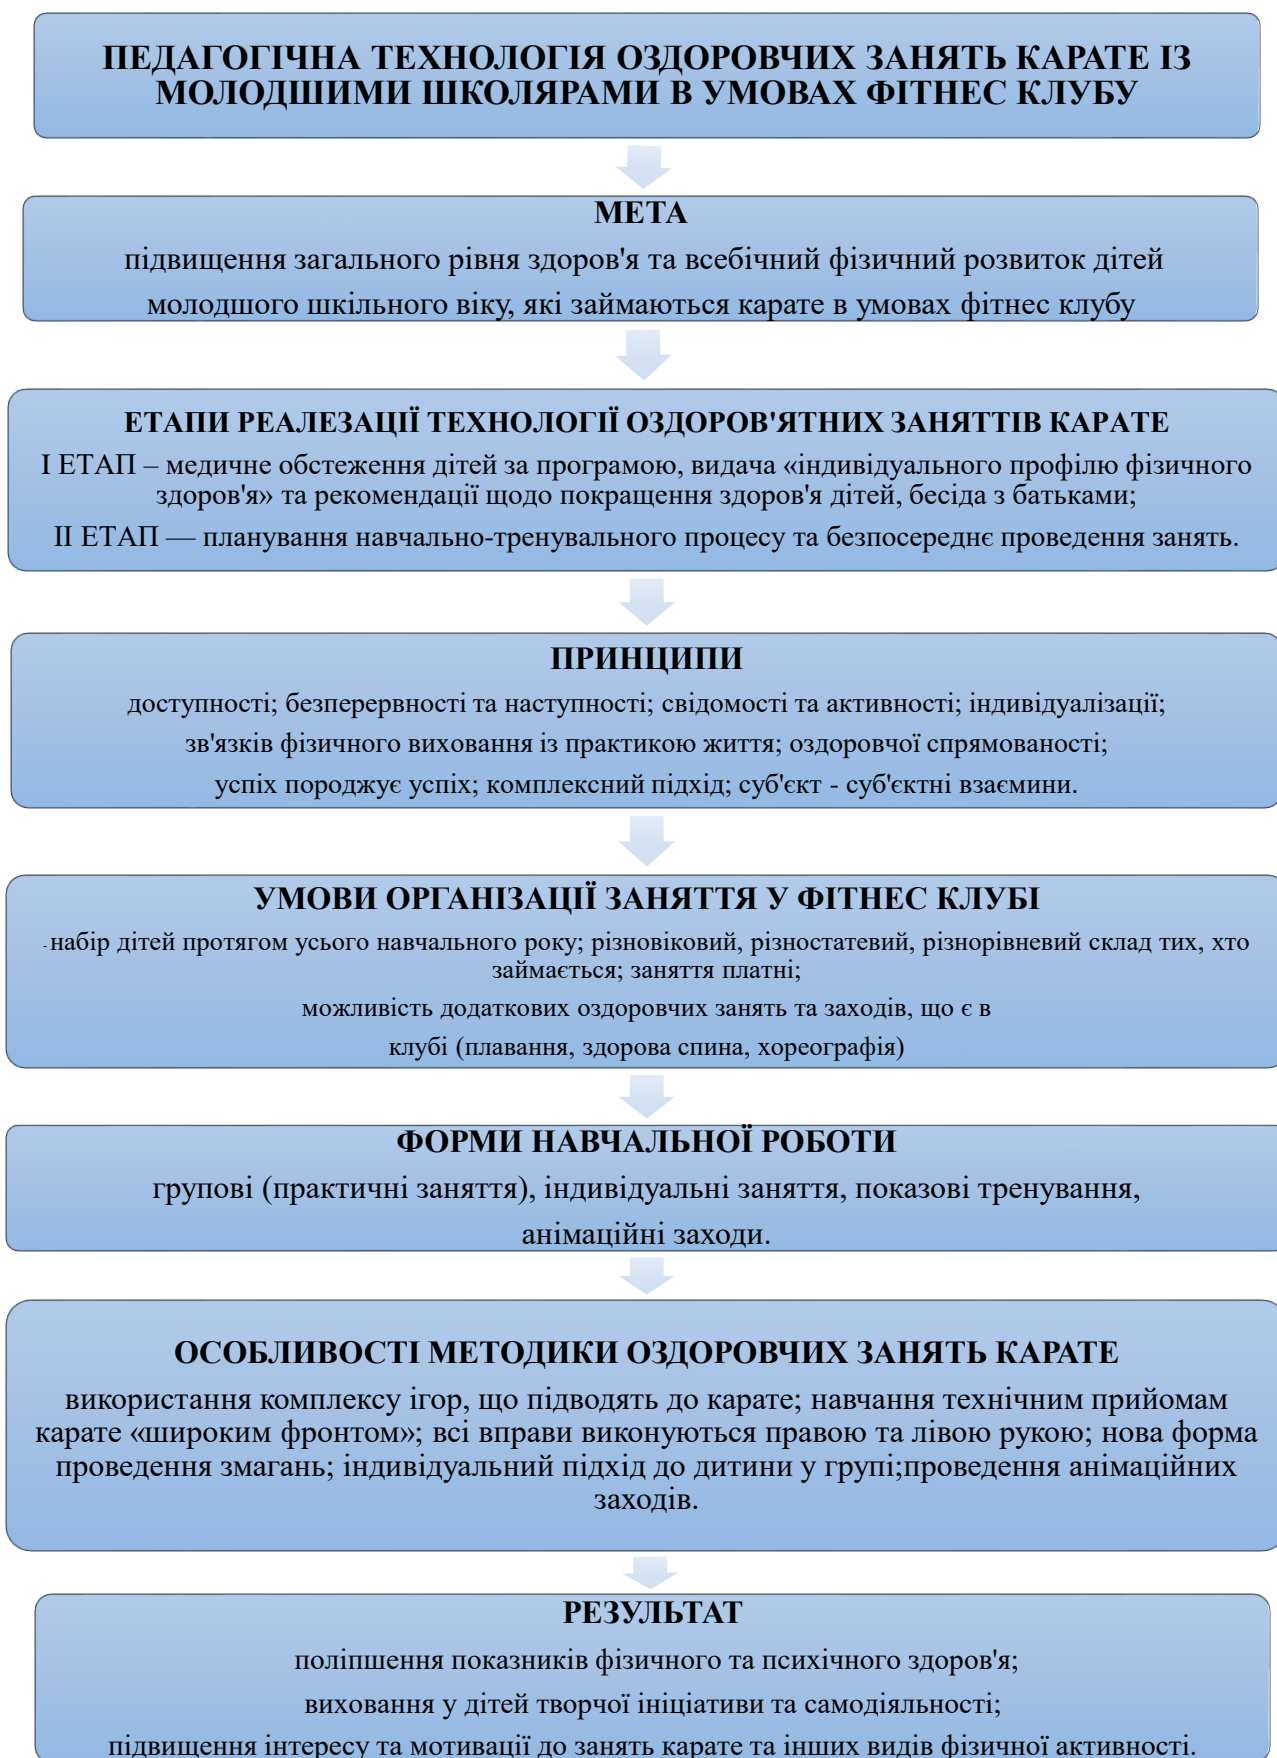 ПЕДАГОГІЧНА ТЕХНОЛОГІЯ ОЗДОРОВЧИХ ЗАНЯТЬ КАРАТЕ ІЗ
МОЛОДШИМИ ШКОЛЯРАМИ В УМОВАХ ФІТНЕС КЛУБУ
МЕТА
підвищення загального рівня здоров'я та всебічний фізичний розвиток дітей
молодшого шкільного віку, які займаються карате в умовах фітнес клубу
ЕТАПИ РЕАЛЕЗАЦІЇ ТЕХНОЛОГІЇ ОЗДОРОВ'ЯТНИХ ЗАНЯТТІВ КАРАТЕ
І ЕТАП – медичне обстеження дітей за програмою, видача «індивідуального профілю фізичного
здоров'я» та рекомендації щодо покращення здоров'я дітей, бесіда з батьками;
ІІ ЕТАП — планування навчально-тренувального процесу та безпосереднє проведення занять.
ПРИНЦИПИ
доступності; безперервності та наступності; свідомості та активності; індивідуалізації;
зв'язків фізичного виховання із практикою життя; оздоровчої спрямованості;
успіх породжує успіх; комплексний підхід; суб'єкт - суб'єктні взаємини.
УМОВИ ОРГАНІЗАЦІЇ ЗАНЯТТЯ У ФІТНЕС КЛУБІ
- набір дітей протягом усього навчального року; різновіковий, різностатевий, різнорівневий склад тих, хто
займається; заняття платні;
можливість додаткових оздоровчих занять та заходів, що є в
клубі (плавання, здорова спина, хореографія)
ФОРМИ НАВЧАЛЬНОЇ РОБОТИ
групові (практичні заняття), індивідуальні заняття, показові тренування,
анімаційні заходи.
ОСОБЛИВОСТІ МЕТОДИКИ ОЗДОРОВЧИХ ЗАНЯТЬ КАРАТЕ
використання комплексу ігор, що підводять до карате; навчання технічним прийомам
карате «широким фронтом»; всі вправи виконуються правою та лівою рукою; нова форма
проведення змагань; індивідуальний підхід до дитини у групі;проведення анімаційних
заходів.
РЕЗУЛЬТАТ
поліпшення показників фізичного та психічного здоров'я;
виховання у дітей творчої ініціативи та самодіяльності;
підвищення інтересу та мотивації до занять карате та інших видів фізичної активності.